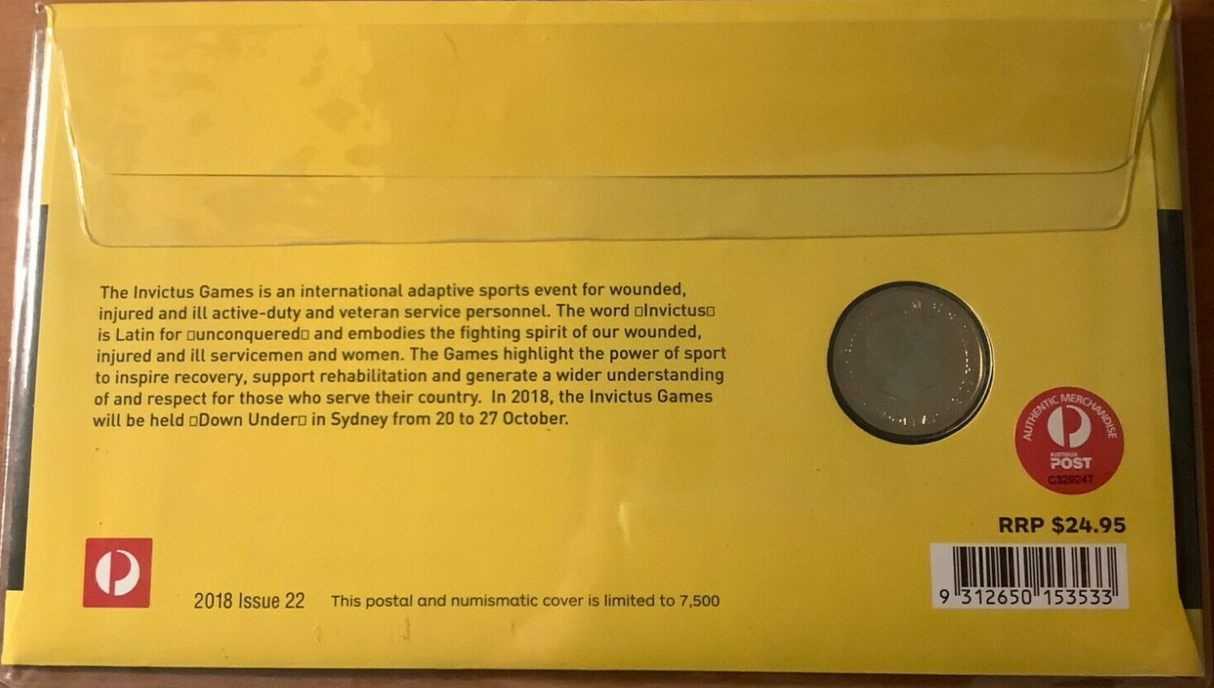 The Invictus Games is an international adaptive sports event for wounded,
injured and ill active-duty and veteran service personnel. The word ▯Invictus▯
is Latin for ▯unconquered▯ and embodies the fighting spirit of our wounded,
injured and ill servicemen and women. The Games highlight the power of sport
to inspire recovery, support rehabilitation and generate a wider understanding
of and respect for those who serve their country.  In 2018, the Invictus Games
will be held ▯Down Under▯ in Sydney from 20 to 27 October.
AUTHENTIC MERCHANDISE
AUSTRALIA
POST
RRP $24.95
9 312650 153533
2018 Issue 22
This postal and numismatic cover is limited to 7,500